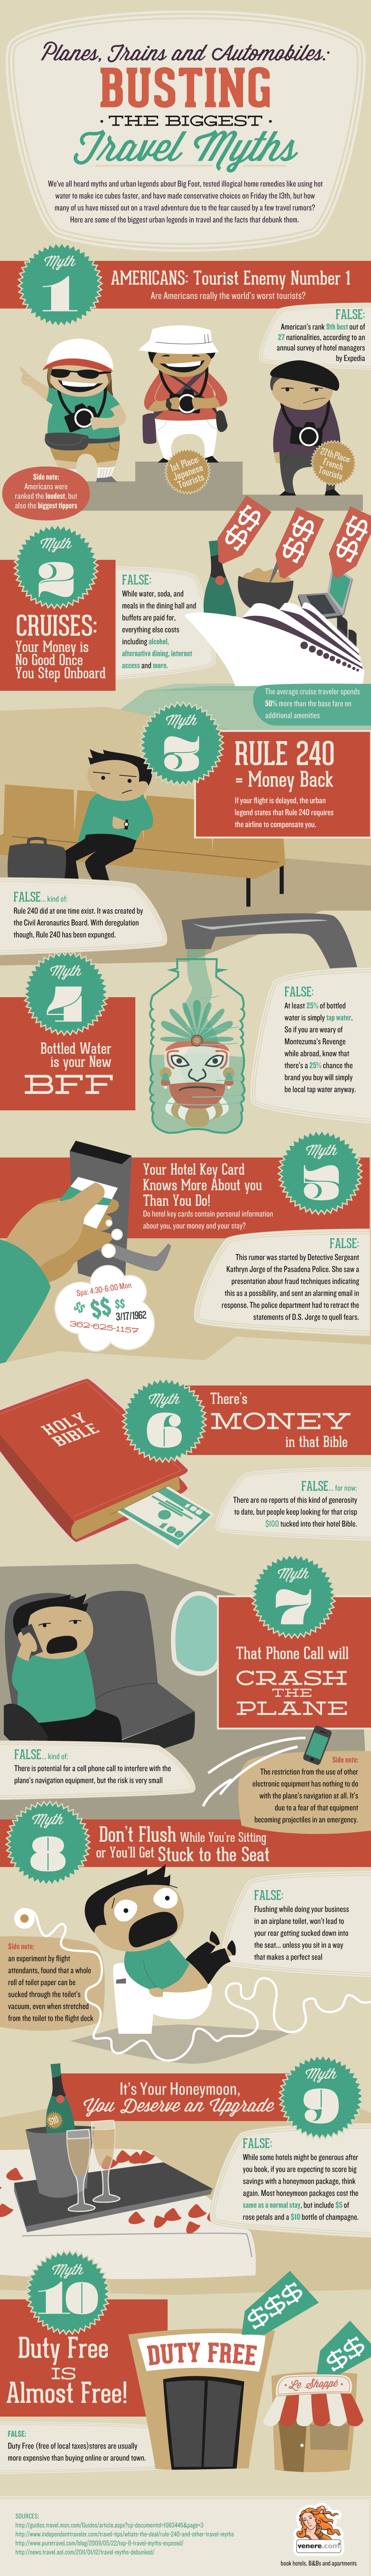 Planes, Trains and Automobiles:
BUSTING
• THE BIGGEST •
Travel Myths
We've all heard myths and urban legends about Big Foot, tested illogical home remedies like using hot
water to make ice cubes faster, and have made conservative choices on Friday the 13th, but how
many of us have missed out on a travel adventure due to the fear caused by a few travel rumors?
Here are some of the biggest urban legends in travel and the facts that debunk them.
Myth
1
AMERICANS: Tourist Enemy Number 1
Are Americans really the world's worst tourists?
FALSE:
American's rank 9th best out of
27 nationalities, according to an
annual survey of hotel managers
by Expedia
1st Place:
Japanese
Tourists
27th Place:
French
Tourists
Side note:
Americans were
ranked the loudest, but
also the biggest tippers
Myth
2
CRUISES:
Your Money is
No Good Once
You Step Onboard
FALSE:
While water, soda, and
meals in the dining hall and
buffets are paid for,
everything else costs
including alcohol,
alternative dining, internet
access and more.
$$
$$
$$
The average cruise traveler spends
50% more than the base fare on
additional amenities
Myth
3
RULE 240
= Money Back
If your flight is delayed, the urban
legend states that Rule 240 requires
the airline to compensate you.
FALSE... kind of:
Rule 240 did at one time exist. It was created by
the Civil Aeronautics Board. With deregulation
though, Rule 240 has been expunged.
Myth
4
Bottled Water
is your New
BFF
FALSE:
At least 25% of bottled
water is simply tap water.
So if you are weary of
Montezuma's Revenge
while abroad, know that
there's a 25% chance the
brand you buy will simply
be local tap water anyway.
Myth
5
Your Hotel Key Card
Knows More About you
Than You Do!
Do hotel key cards contain personal information
about you, your money and your stay?
FALSE:
This rumor was started by Detective Sergeant
Kathryn Jorge of the Pasadena Police. She saw a
presentation about fraud techniques indicating
this as a possibility, and sent an alarming email in
response. The police department had to retract the
statements of D.S. Jorge to quell fears.
Spa: 4:30-6:00 Mon
$ $$ $$
3/17/1962
362-625-1157
Myth
6
There's
MONEY
in that Bible
HOLY
BIBLE
100
FALSE... for now:
There are no reports of this kind of generosity
to date, but people keep looking for that crisp
$100 tucked into their hotel Bible.
Myth
7
That Phone Call will
CRASH
THE
PLANE
FALSE... kind of:
There is potential for a cell phone call to interfere with the
plane's navigation equipment, but the risk is very small
Side note:
The restriction from the use of other
electronic equipment has nothing to do
with the plane's navigation at all. It's
due to a fear of that equipment
becoming projectiles in an emergency.
Myth
8
Don't Flush While You're Sitting
or You'll Get Stuck to the Seat
FALSE:
Flushing while doing your business
in an airplane toilet, won't lead to
your rear getting sucked down into
the seat... unless you sit in a way
that makes a perfect seal
Side note:
an experiment by flight
attendants, found that a whole
roll of toilet paper can be
sucked through the toilet's
vacuum, even when stretched
from the toilet to the flight deck
Myth
9
It's Your Honeymoon,
You Deserve an Upgrade
$10
FALSE:
While some hotels might be generous after
you book, if you are expecting to score big
savings with a honeymoon package, think
again. Most honeymoon packages cost the
same as a normal stay, but include $5 of
rose petals and a $10 bottle of champagne.
Myth
10
Duty Free
IS
Almost Free!
DUTY FREE
$$$
$$
• Le Shoppé •
FALSE:
Duty Free (free of local taxes)stores are usually
more expensive than buying online or around town.
SOURCES:
http://guides.travel.msn.com/Guides/article.aspx?cp-documentid=1083445&page=3
http://www.independenttraveler.com/travel-tips/whats-the-deal/rule-240-and-other-travel-myths
http://www.puretravel.com/blog/2009/05/22/top-8-travel-myths-exposed/
http://news.travel.aol.com/2011/01/12/travel-myths-debunked/
venere.com
book hotels, B&Bs and apartments